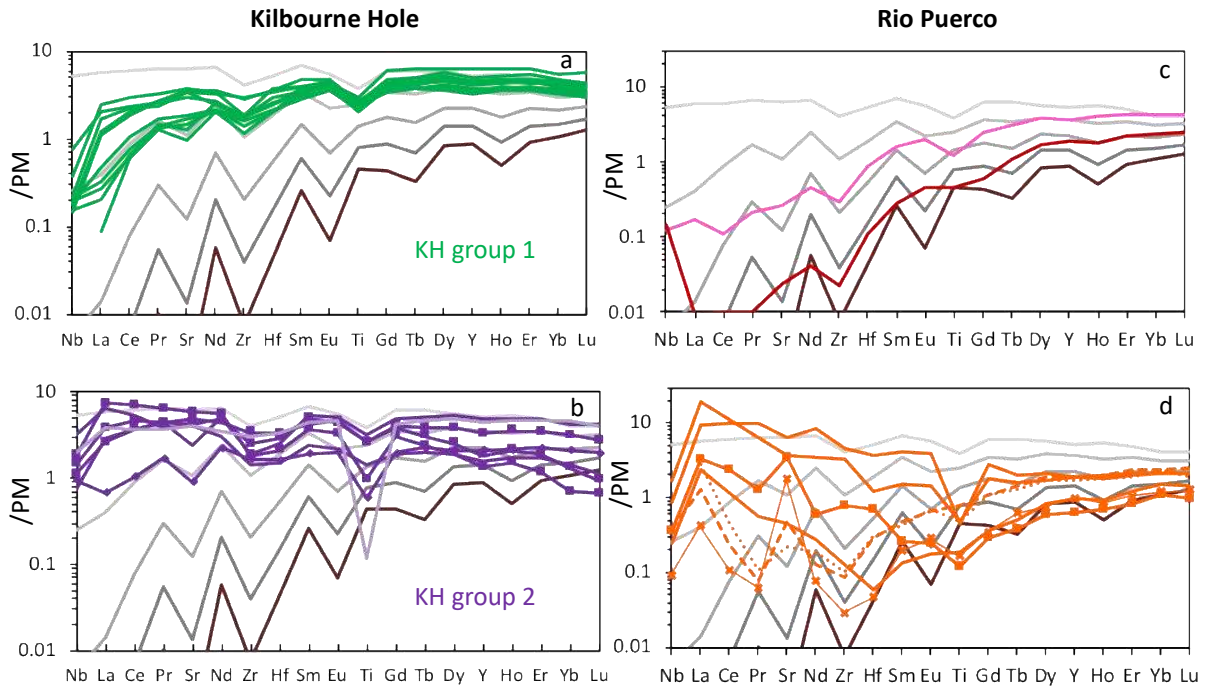 Kilbourne Hole
Rio Puerco
10
1
0.1
0.01
/PM
a
KH group 1
Nb La Ce Pr Sr Nd Zr Hf Sm Eu Ti Gd Tb Dy Y Ho Er Yb Lu
10
1
0.1
0.01
/PM
c
Nb La Ce Pr Sr Nd Zr Hf Sm Eu Ti Gd Tb Dy Y Ho Er Yb Lu
10
1
0.1
0.01
/PM
b
KH group 2
Nb La Ce Pr Sr Nd Zr Hf Sm Eu Ti Gd Tb Dy Y Ho Er Yb Lu
10
1
0.1
0.01
/PM
d
Nb La Ce Pr Sr Nd Zr Hf Sm Eu Ti Gd Tb Dy Y Ho Er Yb Lu